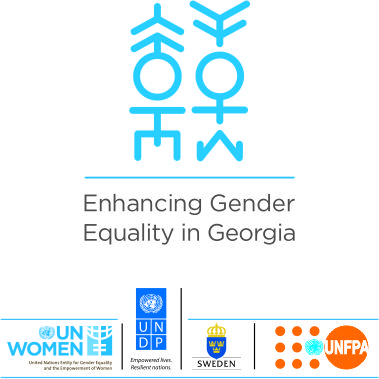 Enhancing Gender
Equality in Georgia
UN
WOMEN
United Nations Entity for Gender Equality
and the Empowerment of Women
U N
D P
Empowered lives.
Resilient nations.
SWEDEN
UNFPA